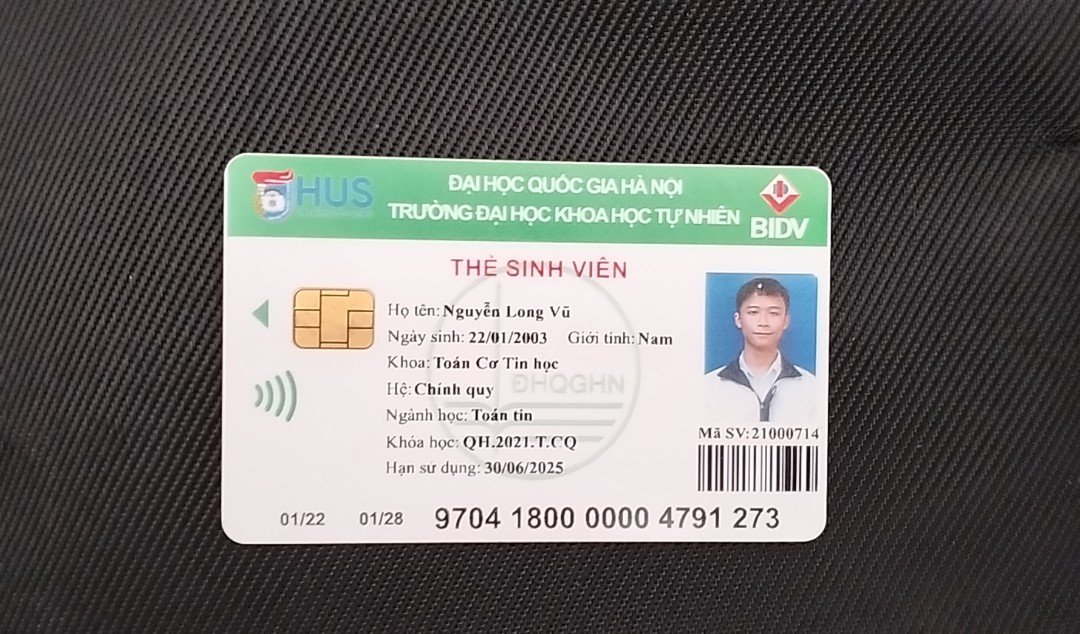 HUS
ĐẠI HỌC QUỐC GIA HÀ NỘI
TRƯỜNG ĐẠI HỌC KHOA HỌC TỰ NHIÊN
BIDV
THẺ SINH VIÊN
Họ tên: Nguyễn Long Vũ
Ngày sinh: 22/01/2003 Giới tính: Nam
Khoa: Toán Cơ Tin học
ĐHQGHN
Hệ: Chính quy
Ngành học: Toán tin
Mã SV:21000714
Khóa học: QH.2021.T.CQ
Hạn sử dụng: 30/06/2025
01/22 01/28 9704 1800 0000 4791 273